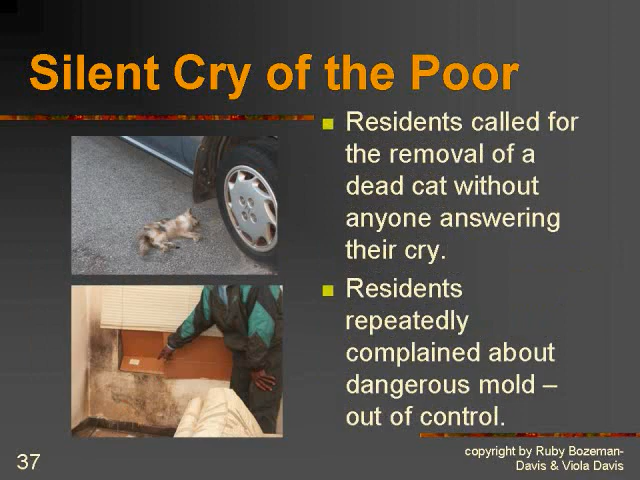 Silent Cry of the Poor
Residents called for
the removal of a
dead cat without
anyone answering
their cry.
Residents
repeatedly
complained about
dangerous mold –
out of control.
37
copyright by Ruby Bozeman-
Davis & Viola Davis